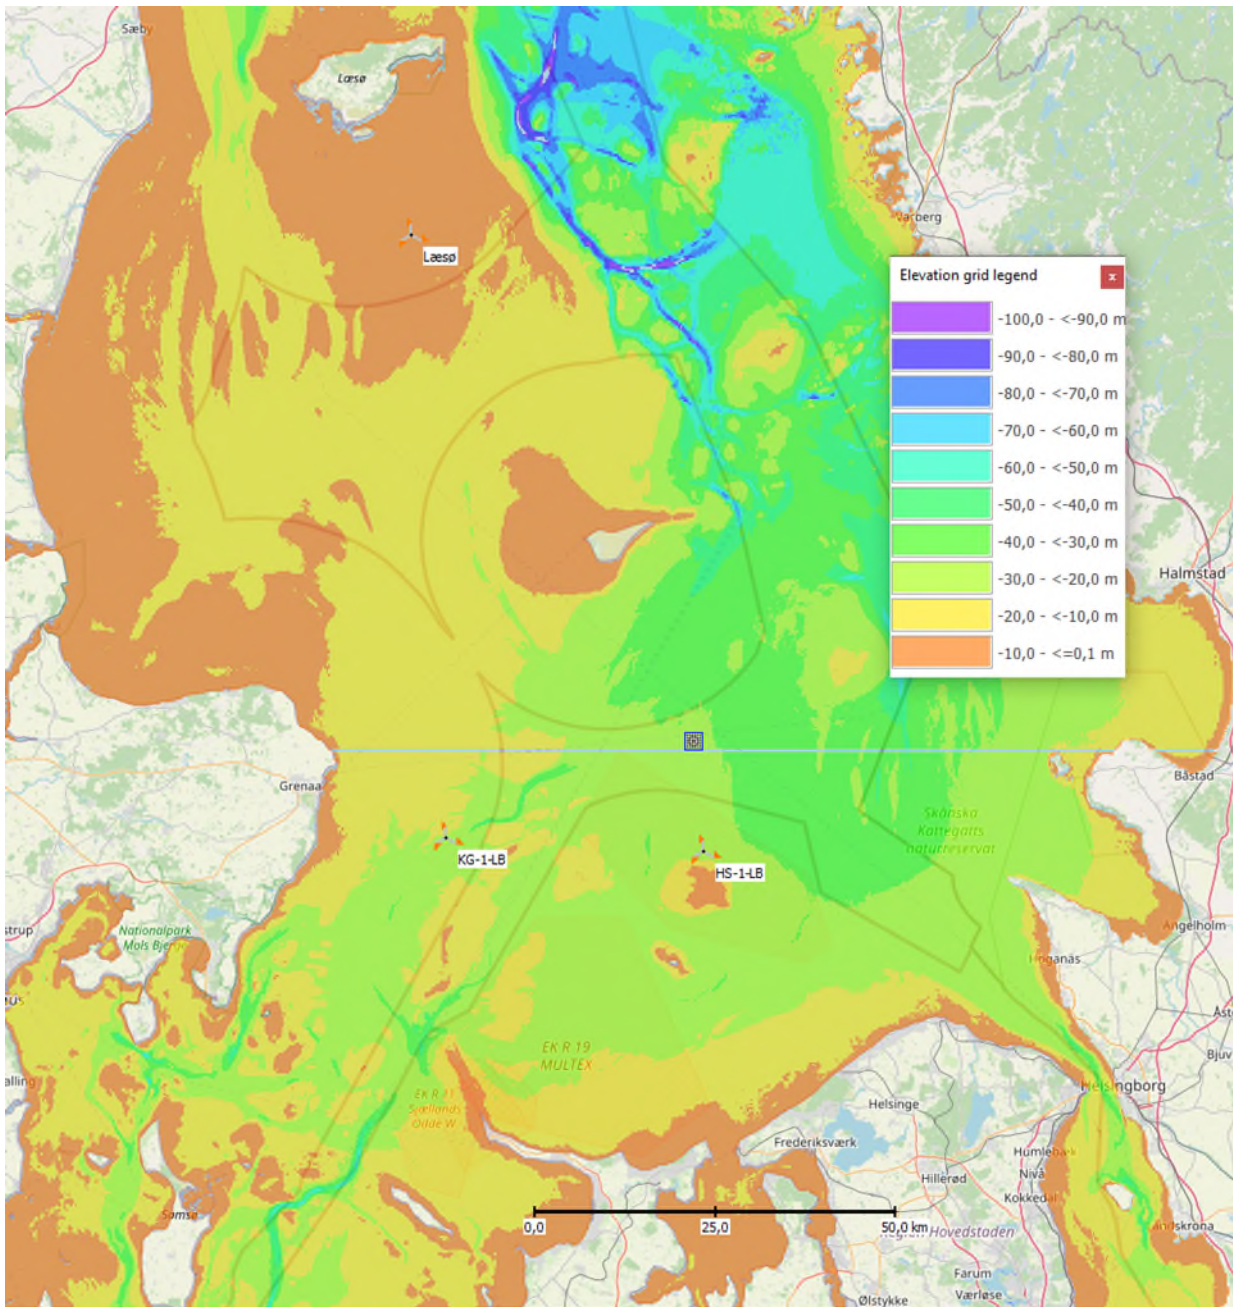 Sæby
Læsø
Varberg
Læsø
Elevation grid legend
x
-100,0 - <-90,0 m
-90,0 - <-80,0 m
-80,0 - <-70,0 m
-70,0 - <-60,0 m
-60,0 - <-50,0 m
-50,0 - <-40,0 m
-40,0 - <-30,0 m
-30,0 - <-20,0 m
-20,0 - <-10,0 m
-10,0 - <=0,1 m
Halmstad
Båstad
Grenaa
Skånska
Kattegatts
naturreservat
KG-1-LB
HS-1-LB
Nationalpark
Mols Bjerge
strup
Ängelholm
Höganäs
EK R 19
MULTEX
EK R 11
Sjællands
Odde W
Helsingborg
Bjuv
alling
Helsinge
Frederiksværk
Humlebæk
Hillerød
Nivå
Kokkedal
Samsø
0,0
25,0
50,0 km
Region Hovedstaden
andskrona
Farum
Værløse
Ølstykke